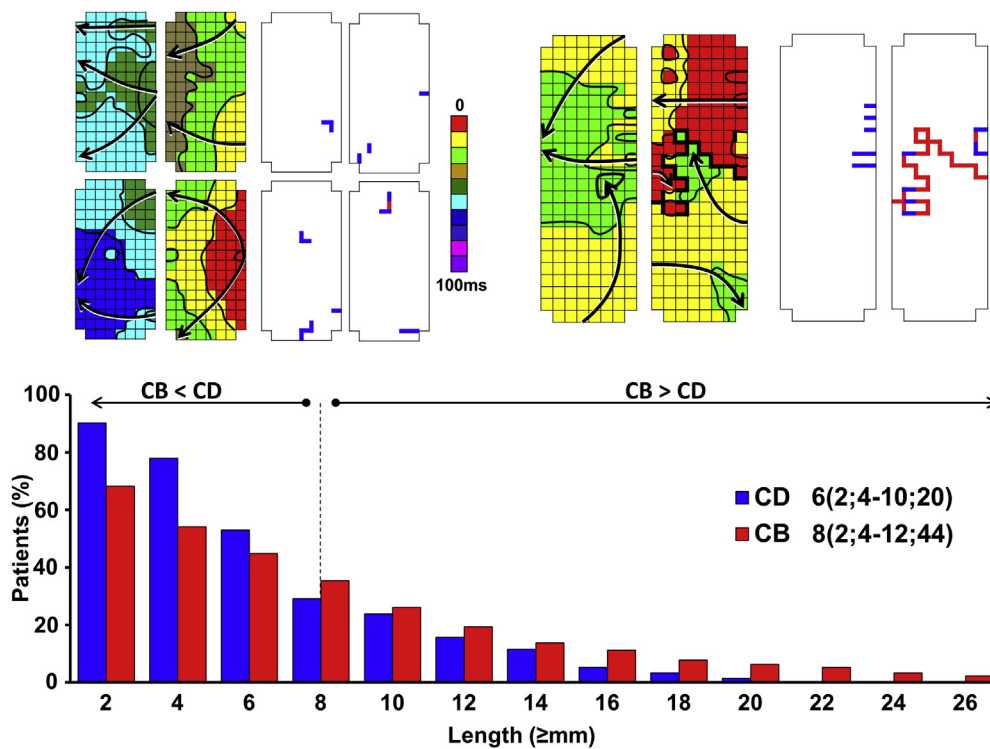 0
100ms
CB < CD
CB > CD
100
80
60
40
20
0
Patients (%)
CD 6(2;4-10;20)
CB 8(2;4-12;44)
2 4 6 8 10 12 14 16 18 20 22 24 26
Length (≥mm)